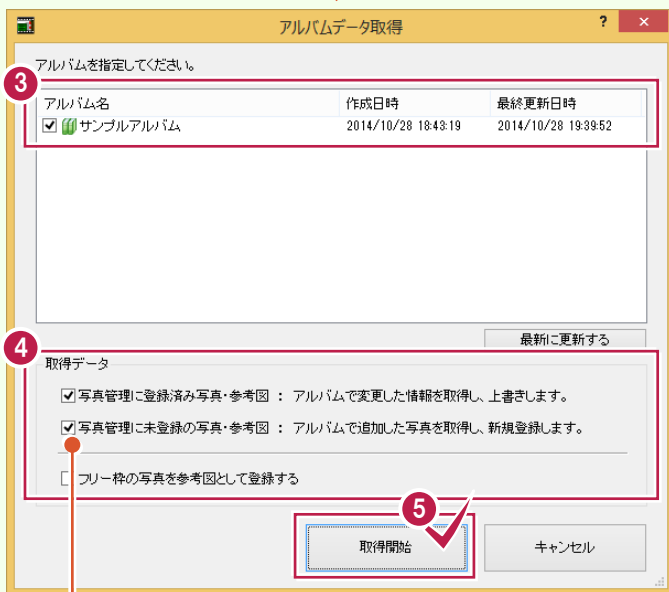 アルバムデータ取得
? ×
アルバムを指定してください。
3
アルバム名 作成日時 最終更新日時
サンプルアルバム 2014/10/28 18:43:19 2014/10/28 19:39:52
最新に更新する
4
取得データ
写真管理に登録済み写真・参考図 : アルバムで変更した情報を取得し、上書きします。
写真管理に未登録の写真・参考図 : アルバムで追加した写真を取得し、新規登録します。
フリー枠の写真を参考図として登録する
5
取得開始 キャンセル